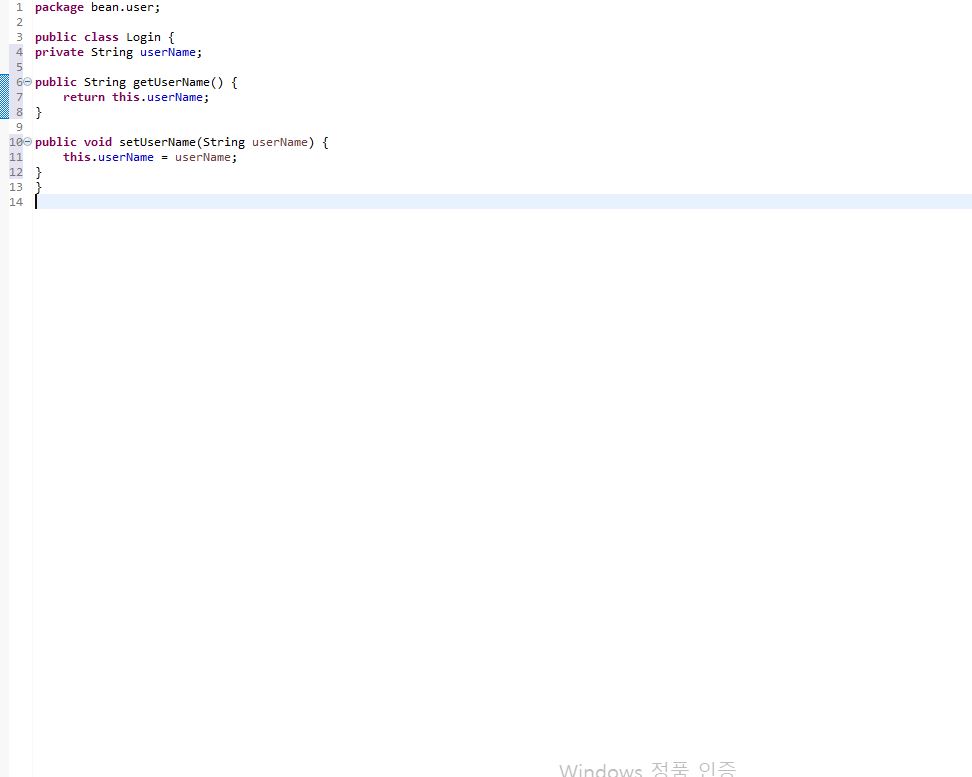 1 package bean.user;
2
3 public class Login {
4 private String userName;
5
6 public String getUserName() {
7     return this.userName;
8 }
9
10 public void setUserName(String userName) {
11     this.userName = userName;
12 }
13 }
14
Windows 정품 인증